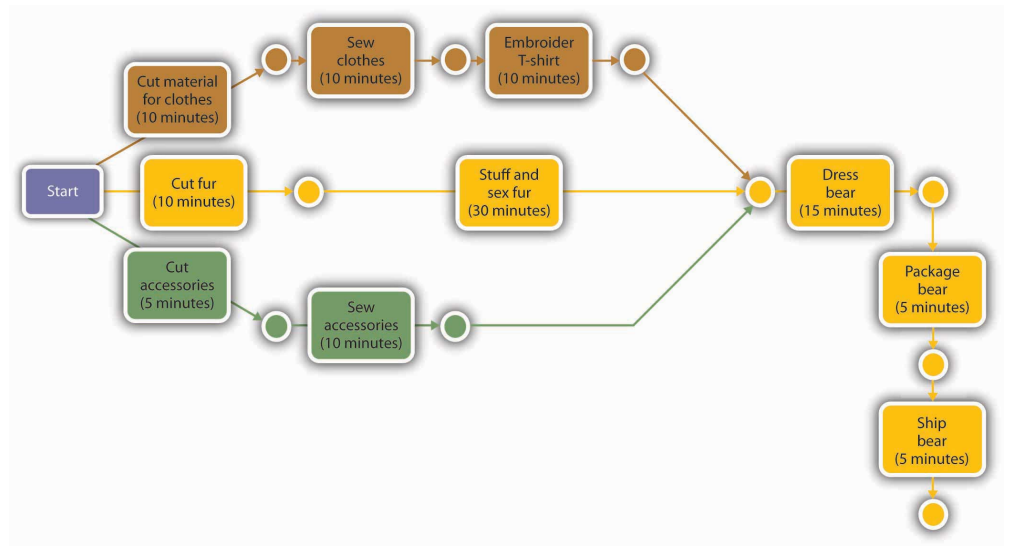 Sew
clothes
(10 minutes)
Embroider
T-shirt
(10 minutes)
Cut material
for clothes
(10 minutes)
Start
Cut fur
(10 minutes)
Stuff and
sex fur
(30 minutes)
Dress
bear
(15 minutes)
Cut
accessories
(5 minutes)
Sew
accessories
(10 minutes)
Package
bear
(5 minutes)
Ship
bear
(5 minutes)